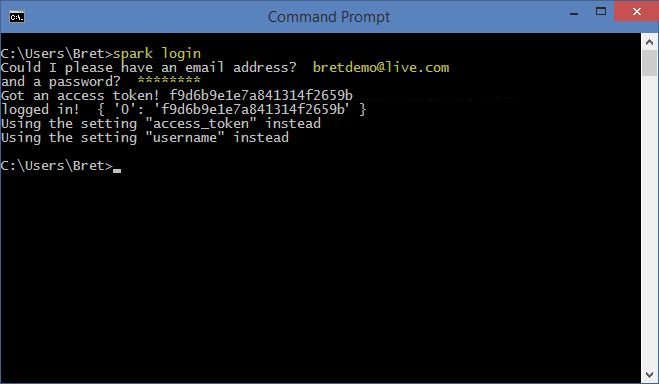 Command Prompt
C:\Users\Bret>spark login
Could I please have an email address?  bretdemo@live.com
and a password?  ********
Got an access token! f9d6b9e1e7a841314f2659b
logged in!  { '0': 'f9d6b9e1e7a841314f2659b' }
Using the setting "access_token" instead
Using the setting "username" instead
C:\Users\Bret>